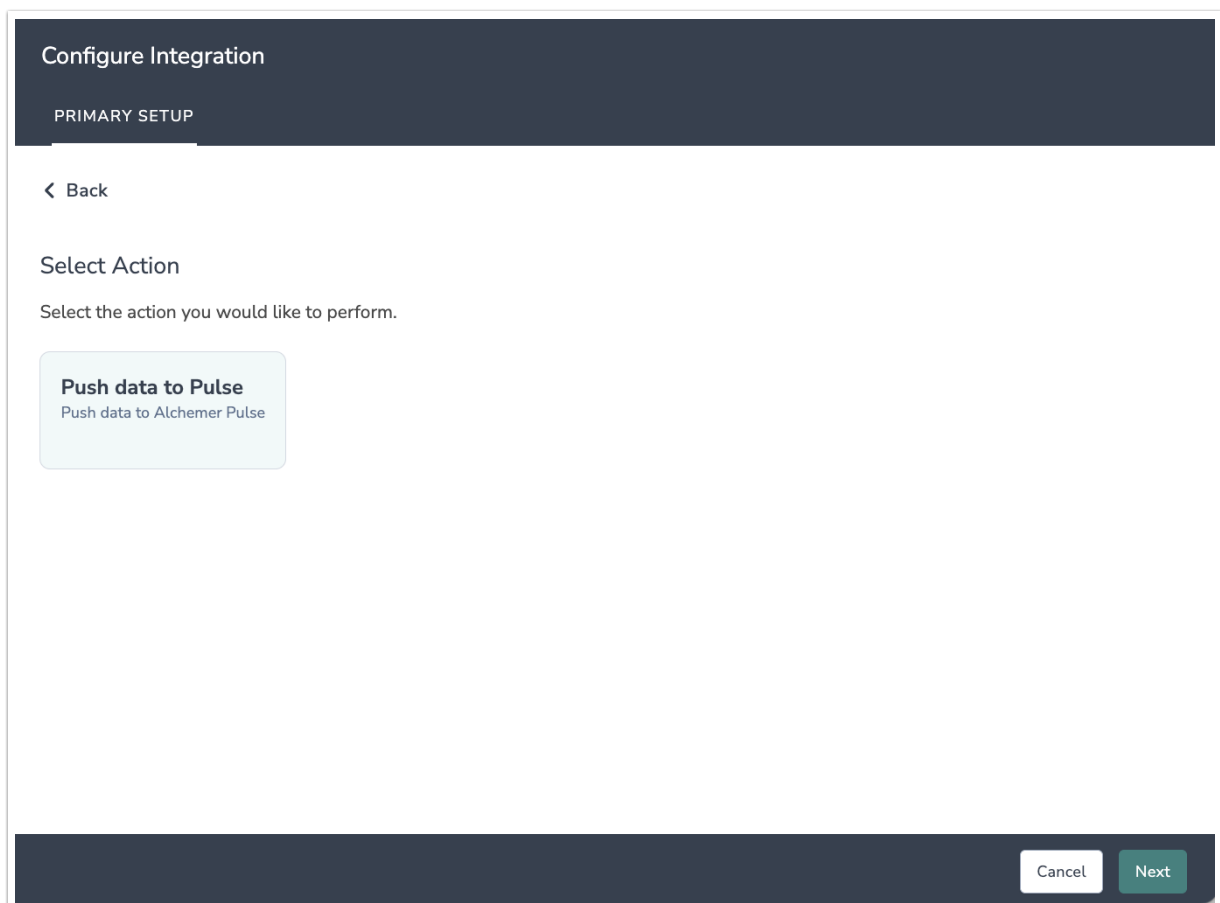 Configure Integration
PRIMARY SETUP
Back
Select Action
Select the action you would like to perform.
Push data to Pulse
Push data to Alchemer Pulse
Cancel
Next